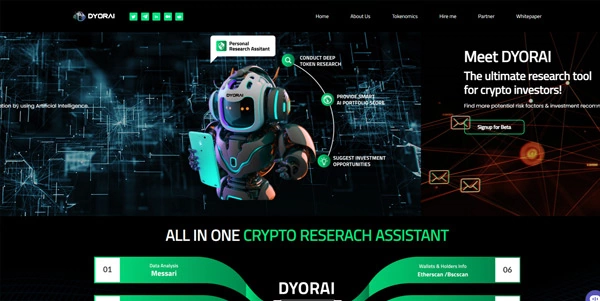 DYORAI
Home
About Us
Tokenomics
Hire me
Partner
Whitepaper
Personal
Research Assitant
CONDUCT DEEP
TOKEN RESEARCH
PROVIDE SMART
AI PORTFOLIO SCORE
SUGGEST INVESTMENT
OPPORTUNITIES
DYORAI
ation by using Artificial Intelligence.
Meet DYORAI
The ultimate research tool
for crypto investors!
Find more potential risk factors & investment recomm
Signup for Beta
ALL IN ONE CRYPTO RESERACH ASSISTANT
01
Data Analysis
Messari
DYORAI
Wallets & Holders Info
Etherscan /Bscscan
06